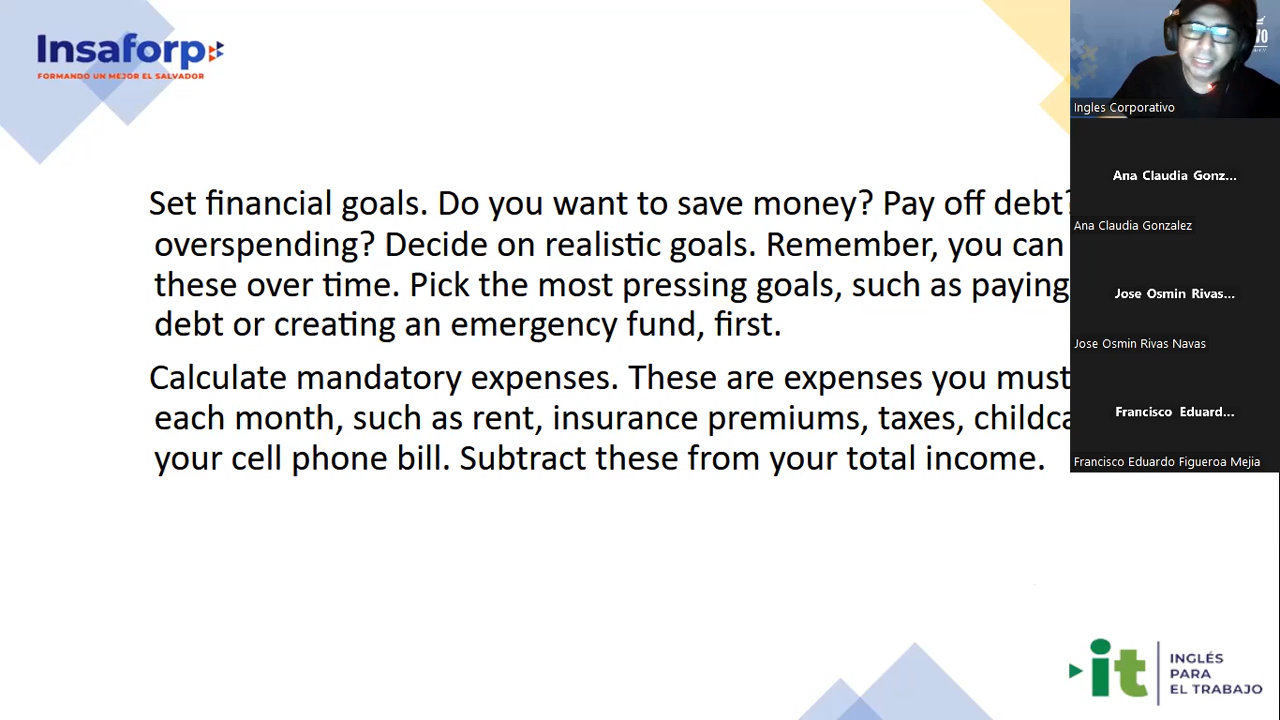 Insaforp
FORMANDO UN MEJOR EL SALVADOR
Set financial goals. Do you want to save money? Pay off debt?
overspending? Decide on realistic goals. Remember, you can
these over time. Pick the most pressing goals, such as paying
debt or creating an emergency fund, first.
Calculate mandatory expenses. These are expenses you must
each month, such as rent, insurance premiums, taxes,
your cell phone bill. Subtract these from your total income.
Ingles Corporativo
Ana Claudia Gonz...
Ana Claudia Gonzalez
Jose Osmin Rivas...
Jose Osmin Rivas Navas
Francisco Eduard...
Francisco Eduardo Figueroa Mejia
it
INGLÉS
PARA
EL TRABAJO